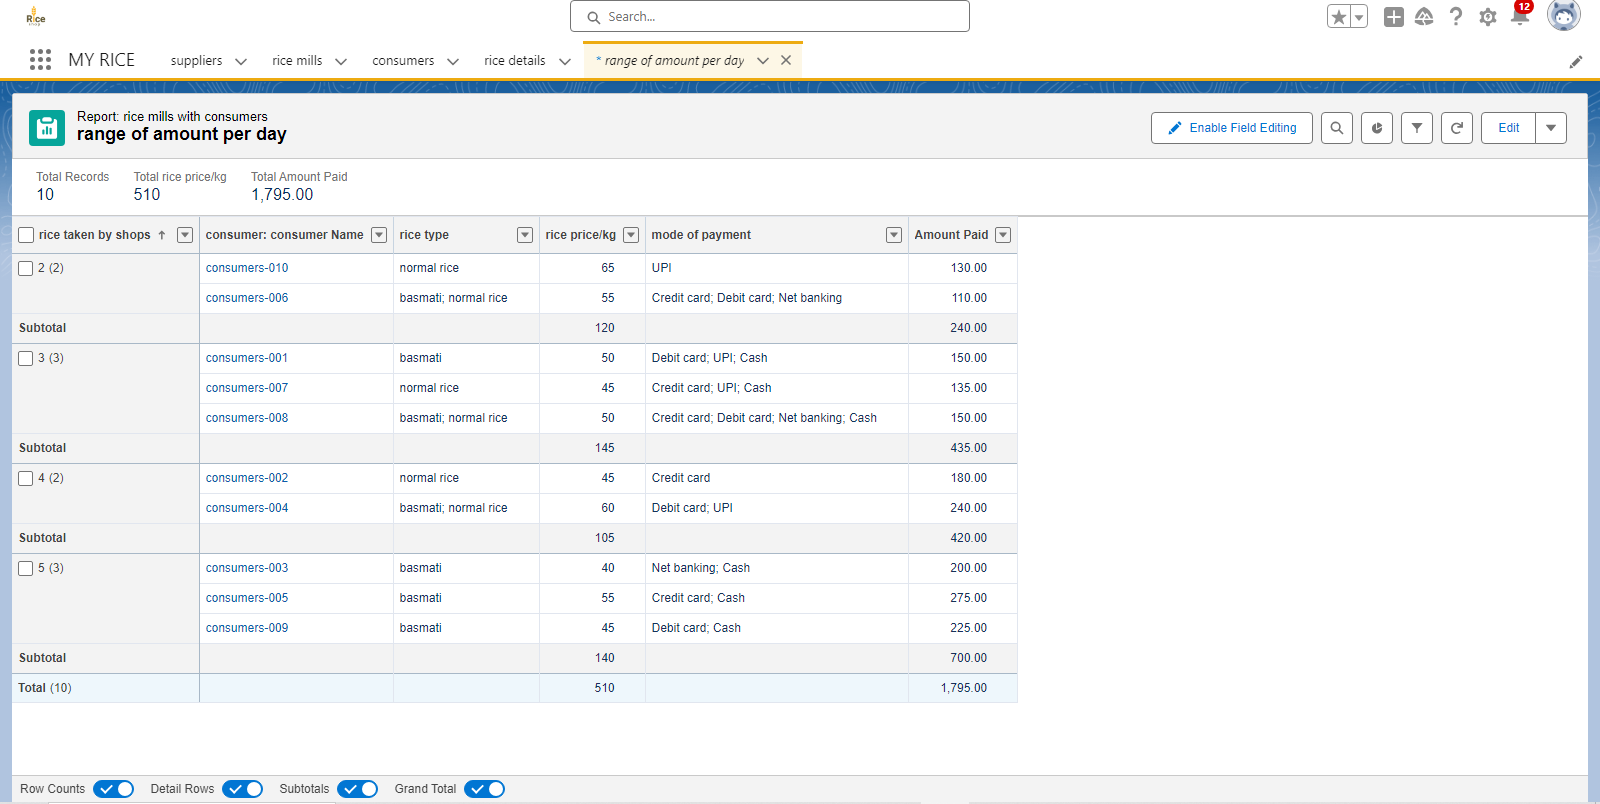 Rice
Search...
12
MY RICE suppliers rice mills consumers rice details * range of amount per day
Report: rice mills with consumers
range of amount per day
Enable Field Editing Edit
Total Records Total rice price/kg Total Amount Paid
10 510 1,795.00
rice taken by shops ↑ consumer: consumer Name rice type rice price/kg mode of payment Amount Paid
2 (2) consumers-010 normal rice 65 UPI 130.00
consumers-006 basmati; normal rice 55 Credit card; Debit card; Net banking 110.00
Subtotal 120 240.00
3 (3) consumers-001 basmati 50 Debit card; UPI; Cash 150.00
consumers-007 normal rice 45 Credit card; UPI; Cash 135.00
consumers-008 basmati; normal rice 50 Credit card; Debit card; Net banking; Cash 150.00
Subtotal 145 435.00
4 (2) consumers-002 normal rice 45 Credit card 180.00
consumers-004 basmati; normal rice 60 Debit card; UPI 240.00
Subtotal 105 420.00
5 (3) consumers-003 basmati 40 Net banking; Cash 200.00
consumers-005 basmati 55 Credit card; Cash 275.00
consumers-009 basmati 45 Debit card; Cash 225.00
Subtotal 140 700.00
Total (10) 510 1,795.00
Row Counts Detail Rows Subtotals Grand Total